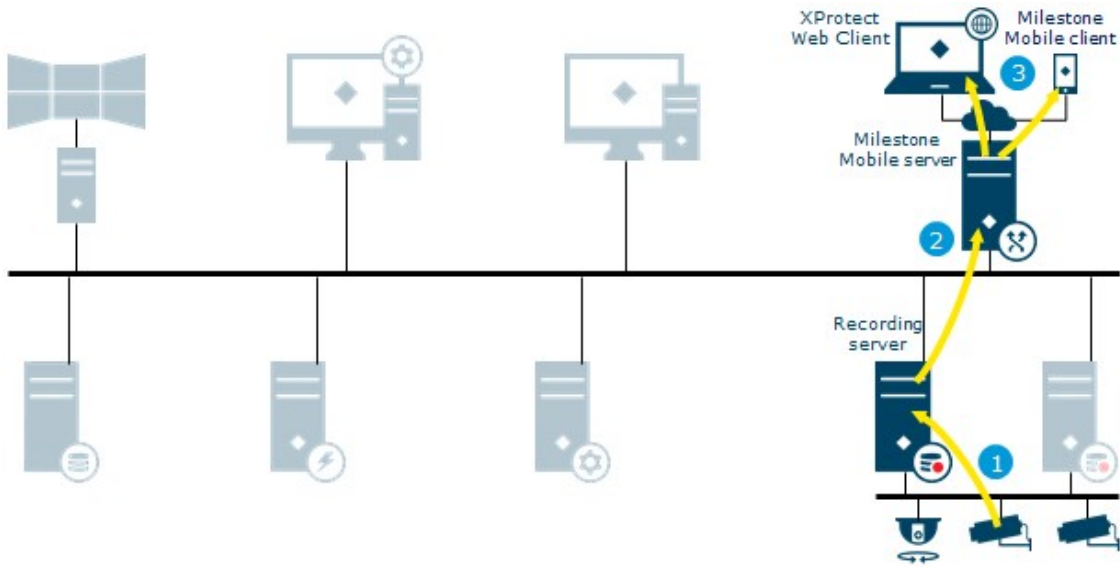 XProtect
Web Client
Milestone
Mobile client
3
Milestone
Mobile server
2
Recording
server
1